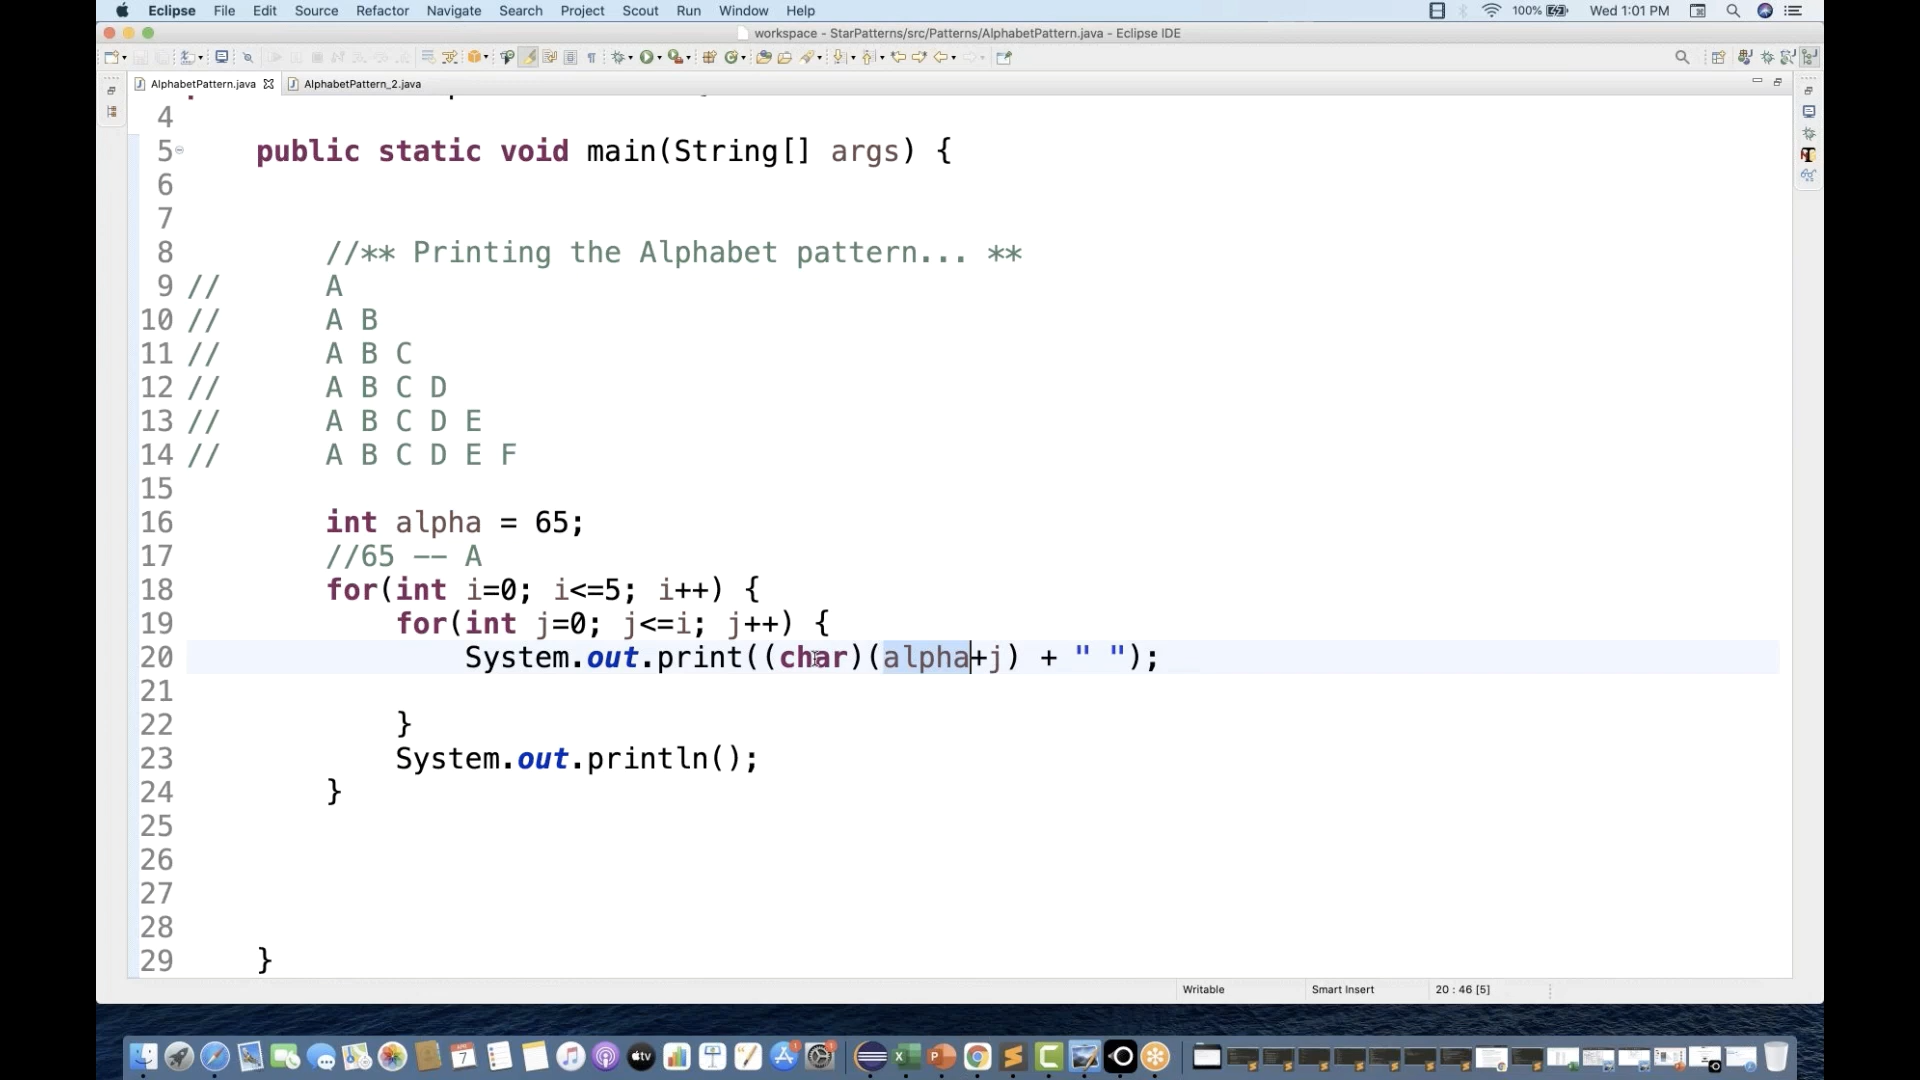 Eclipse File Edit Source Refactor Navigate Search Project Scout Run Window Help 100% Wed 1:01 PM
workspace - StarPatterns/src/Patterns/AlphabetPattern.java - Eclipse IDE
AlphabetPattern.java AlphabetPattern_2.java
4
5 public static void main(String[] args) {
6
7
8 //** Printing the Alphabet pattern... **
9 // A
10 // A B
11 // A B C
12 // A B C D
13 // A B C D E
14 // A B C D E F
15
16 int alpha = 65;
17 //65 -- A
18 for(int i=0; i<=5; i++) {
19 for(int j=0; j<=i; j++) {
20 System.out.print((char)(alpha+j) + " ");
21
22 }
23 System.out.println();
24 }
25
26
27
28
29 }
Writable Smart Insert 20 : 46 [5]
7 tv